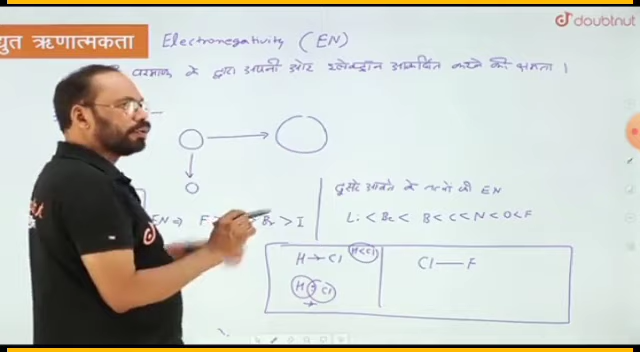 doubtnut
द्युत ऋणात्मकता
Electronegativity (EN)
परमाणु के द्वारा अपनी ओर इलेक्ट्रॉन आकर्षित करने की क्षमता ।
दूसरे आवर्त के तत्वों की EN
EN ⇒ F > Br > I
Li < Be < B < C < N < O < F
H → Cl
H < Cl
Cl — F
H Cl